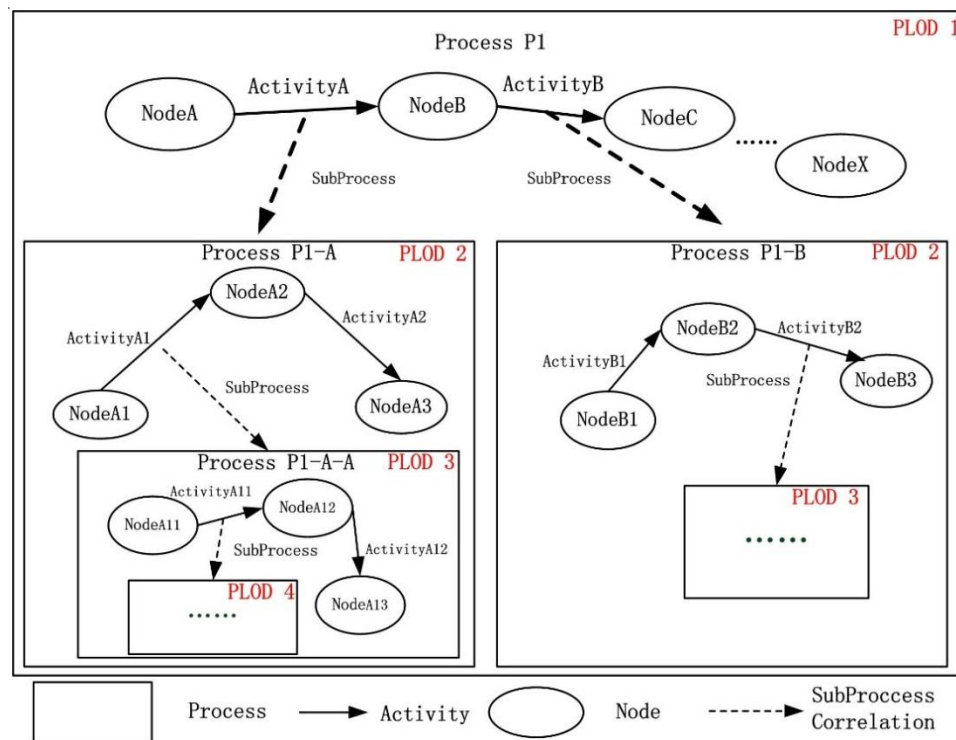 PLOD 1
Process P1
ActivityA
ActivityB
NodeA
NodeB
NodeC
......
NodeX
SubProcess
SubProcess
Process P1-A
PLOD 2
NodeA2
ActivityA1
ActivityA2
SubProcess
NodeA1
NodeA3
Process P1-A-A
PLOD 3
ActivityA11
NodeA11
NodeA12
SubProcess
ActivityA12
PLOD 4
......
NodeA13
Process P1-B
PLOD 2
NodeB2
ActivityB2
ActivityB1
SubProcess
NodeB3
NodeB1
PLOD 3
......
Process
Activity
Node
SubProccess
Correlation